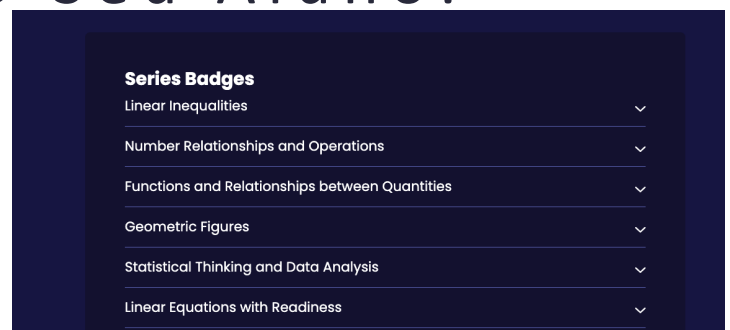 Series Badges
Linear Inequalities
Number Relationships and Operations
Functions and Relationships between Quantities
Geometric Figures
Statistical Thinking and Data Analysis
Linear Equations with Readiness